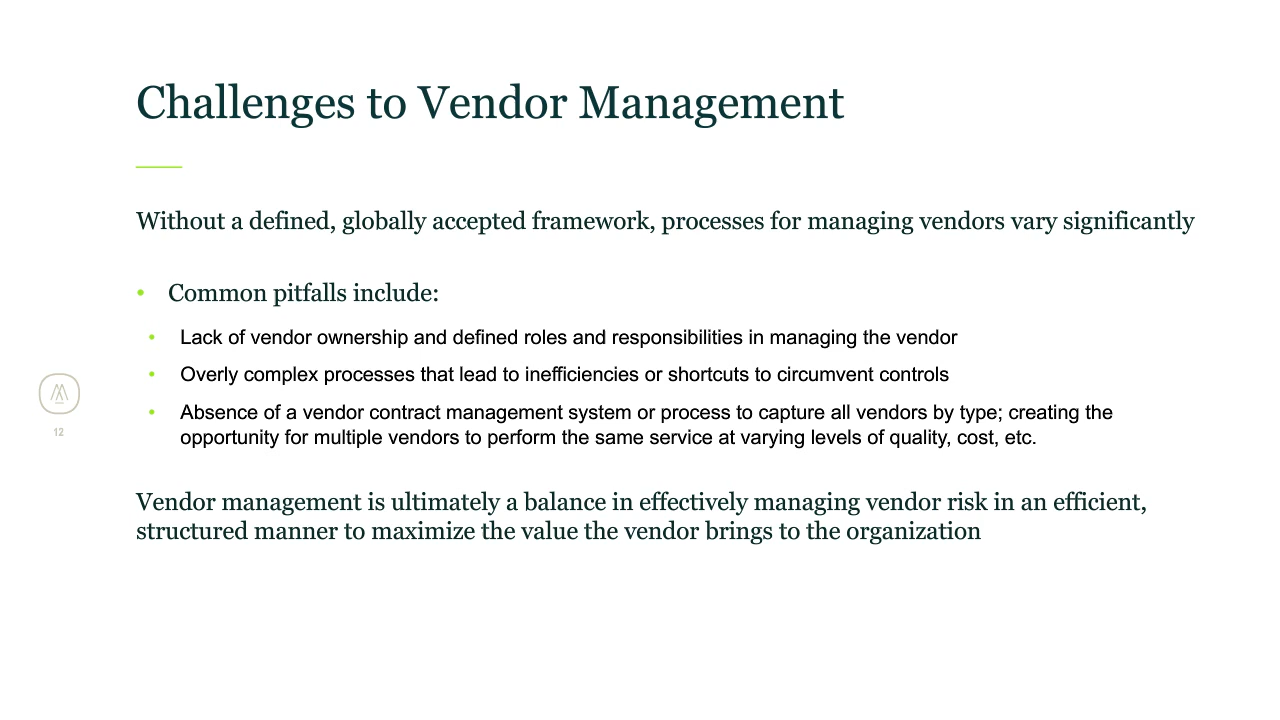 Challenges to Vendor Management
Without a defined, globally accepted framework, processes for managing vendors vary significantly
• Common pitfalls include:
• Lack of vendor ownership and defined roles and responsibilities in managing the vendor
• Overly complex processes that lead to inefficiencies or shortcuts to circumvent controls
• Absence of a vendor contract management system or process to capture all vendors by type; creating the
opportunity for multiple vendors to perform the same service at varying levels of quality, cost, etc.
12
Vendor management is ultimately a balance in effectively managing vendor risk in an efficient,
structured manner to maximize the value the vendor brings to the organization